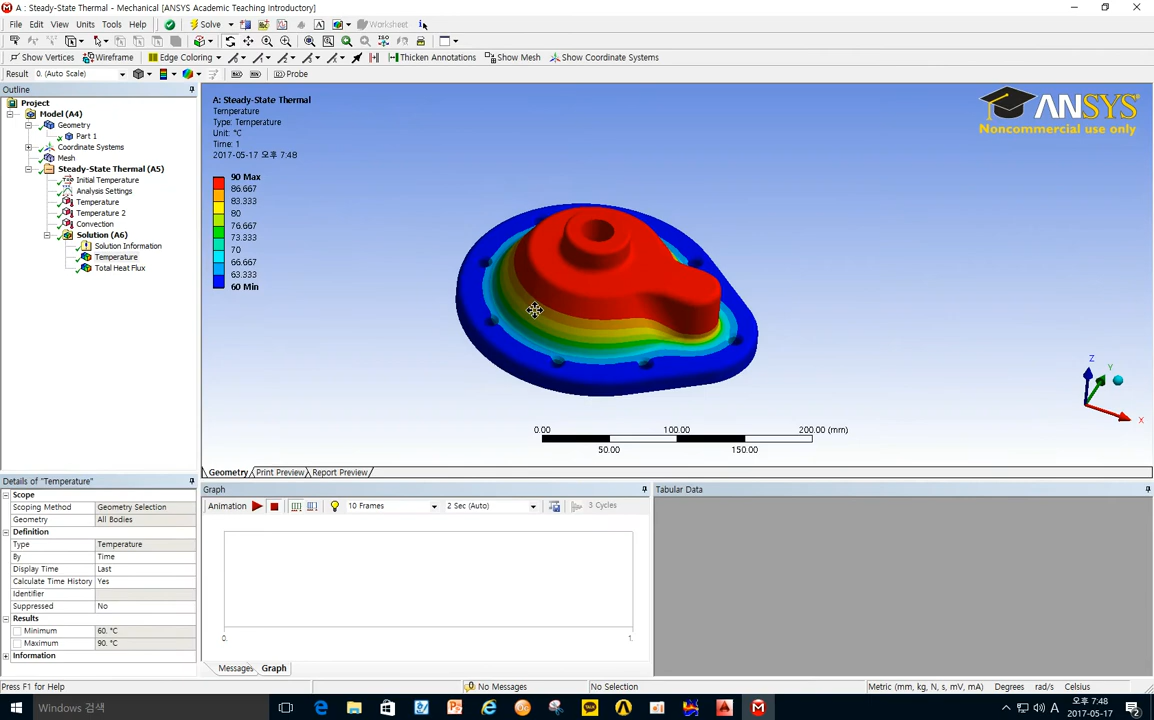 A : Steady-State Thermal - Mechanical [ANSYS Academic Teaching Introductory]
File Edit View Units Tools Help Solve Worksheet
Show Vertices Wireframe Edge Coloring Thicken Annotations Show Mesh Show Coordinate Systems
Result 0. (Auto Scale) Probe
Outline
Project
Model (A4)
Geometry
Part 1
Coordinate Systems
Mesh
Steady-State Thermal (A5)
Initial Temperature
Analysis Settings
Temperature
Temperature 2
Convection
Solution (A6)
Solution Information
Temperature
Total Heat Flux
A: Steady-State Thermal
Temperature
Type: Temperature
Unit: °C
Time: 1
2017-05-17 오후 7:48
90 Max
86.667
83.333
80
76.667
73.333
70
66.667
63.333
60 Min
ANSYS
Noncommercial use only
Z
Y
X
0.00 100.00 200.00 (mm)
50.00 150.00
Geometry Print Preview Report Preview
Details of "Temperature"
Scope
Scoping Method Geometry Selection
Geometry All Bodies
Definition
Type Temperature
By Time
Display Time Last
Calculate Time History Yes
Identifier
Suppressed No
Results
Minimum 60. °C
Maximum 90. °C
Information
Graph
Animation 10 Frames 2 Sec (Auto) 3 Cycles
0. 1.
Messages Graph
Tabular Data
Press F1 for Help 0 No Messages No Selection Metric (mm, kg, N, s, mV, mA) Degrees rad/s Celsius
Windows 검색
A 오후 7:48
2017-05-17
2